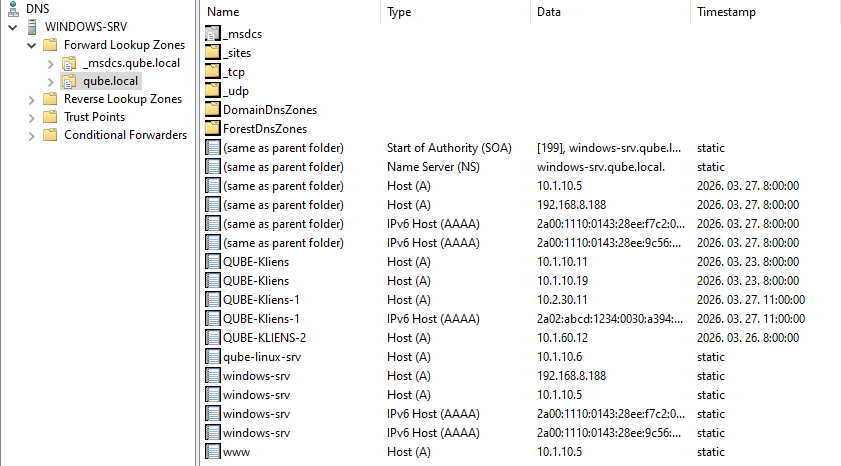 DNS
WINDOWS-SRV
Forward Lookup Zones
_msdcs.qube.local
qube.local
Reverse Lookup Zones
Trust Points
Conditional Forwarders
Name Type Data Timestamp
_msdcs
_sites
_tcp
_udp
DomainDnsZones
ForestDnsZones
(same as parent folder) Start of Authority (SOA) [199], windows-srv.qube.l... static
(same as parent folder) Name Server (NS) windows-srv.qube.local. static
(same as parent folder) Host (A) 10.1.10.5 2026. 03. 27. 8:00:00
(same as parent folder) Host (A) 192.168.8.188 2026. 03. 27. 8:00:00
(same as parent folder) IPv6 Host (AAAA) 2a00:1110:0143:28ee:f7c2:0... 2026. 03. 27. 8:00:00
(same as parent folder) IPv6 Host (AAAA) 2a00:1110:0143:28ee:9c56:... 2026. 03. 27. 8:00:00
QUBE-Kliens Host (A) 10.1.10.11 2026. 03. 23. 8:00:00
QUBE-Kliens Host (A) 10.1.10.19 2026. 03. 23. 8:00:00
QUBE-Kliens-1 Host (A) 10.2.30.11 2026. 03. 27. 11:00:00
QUBE-Kliens-1 IPv6 Host (AAAA) 2a02:abcd:1234:0030:a394:... 2026. 03. 27. 11:00:00
QUBE-KLIENS-2 Host (A) 10.1.60.12 2026. 03. 26. 8:00:00
qube-linux-srv Host (A) 10.1.10.6 static
windows-srv Host (A) 192.168.8.188 static
windows-srv Host (A) 10.1.10.5 static
windows-srv IPv6 Host (AAAA) 2a00:1110:0143:28ee:f7c2:0... static
windows-srv IPv6 Host (AAAA) 2a00:1110:0143:28ee:9c56:... static
www Host (A) 10.1.10.5 static